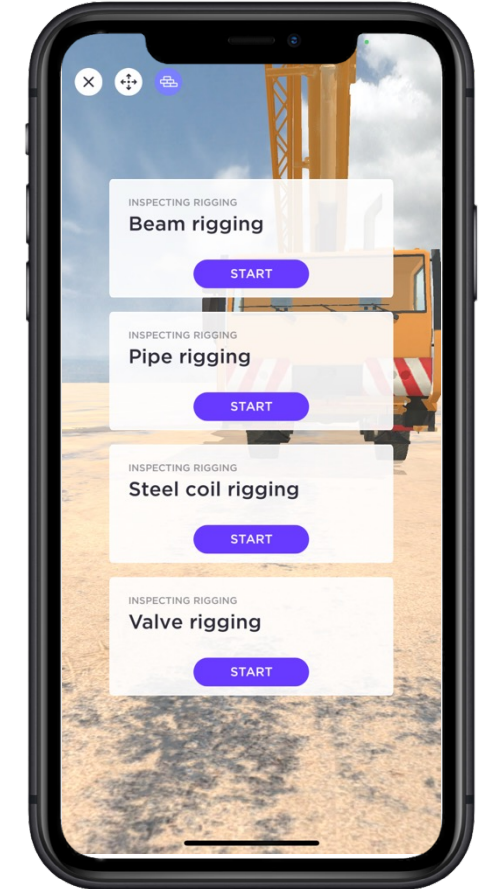 INSPECTING RIGGING
Beam rigging
START
INSPECTING RIGGING
Pipe rigging
START
INSPECTING RIGGING
Steel coil rigging
START
INSPECTING RIGGING
Valve rigging
START